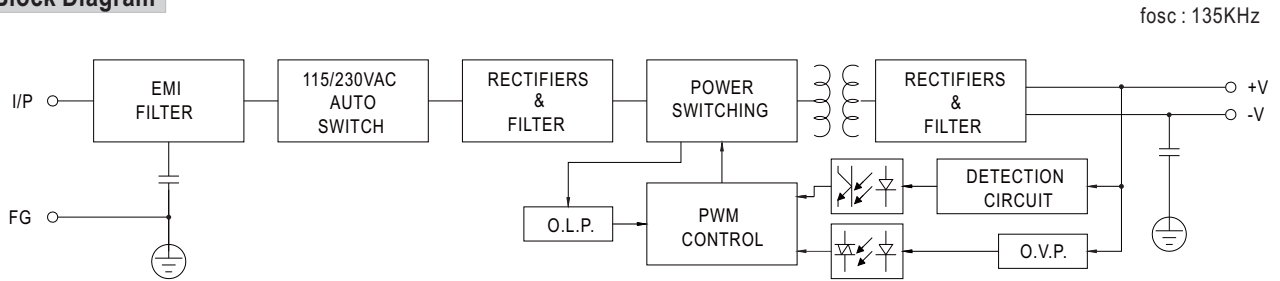 Block Diagram
fosc : 135KHz
I/P
EMI
FILTER
115/230VAC
AUTO
SWITCH
RECTIFIERS
&
FILTER
POWER
SWITCHING
RECTIFIERS
&
FILTER
+V
-V
FG
O.L.P.
PWM
CONTROL
DETECTION
CIRCUIT
O.V.P.